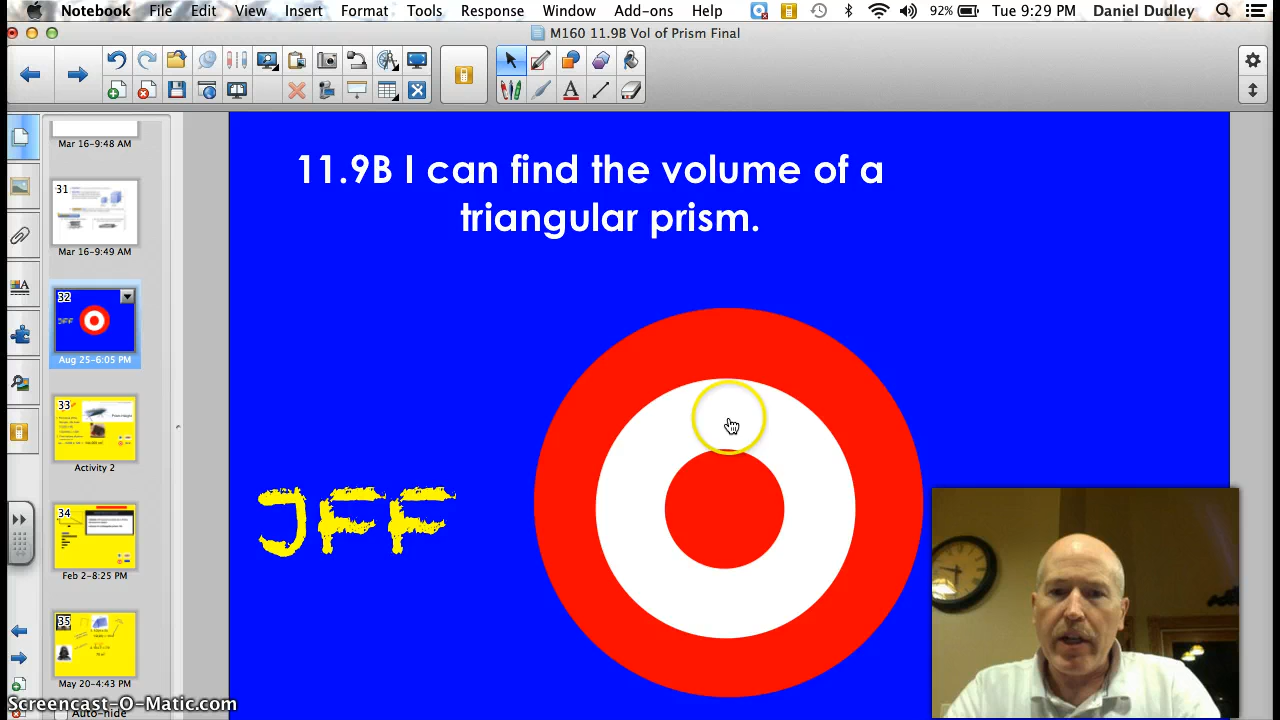 Notebook File Edit View Insert Format Tools Response Window Add-ons Help 92% Tue 9:29 PM Daniel Dudley
M160 11.9B Vol of Prism Final
Mar 16-9:48 AM
31
Mar 16-9:49 AM
32
JFF
Aug 25-6:05 PM
33
Activity 2
34
Feb 2-8:25 PM
35
May 20-4:43 PM
Auto-hide
11.9B I can find the volume of a
triangular prism.
JFF
Screencast-O-Matic.com